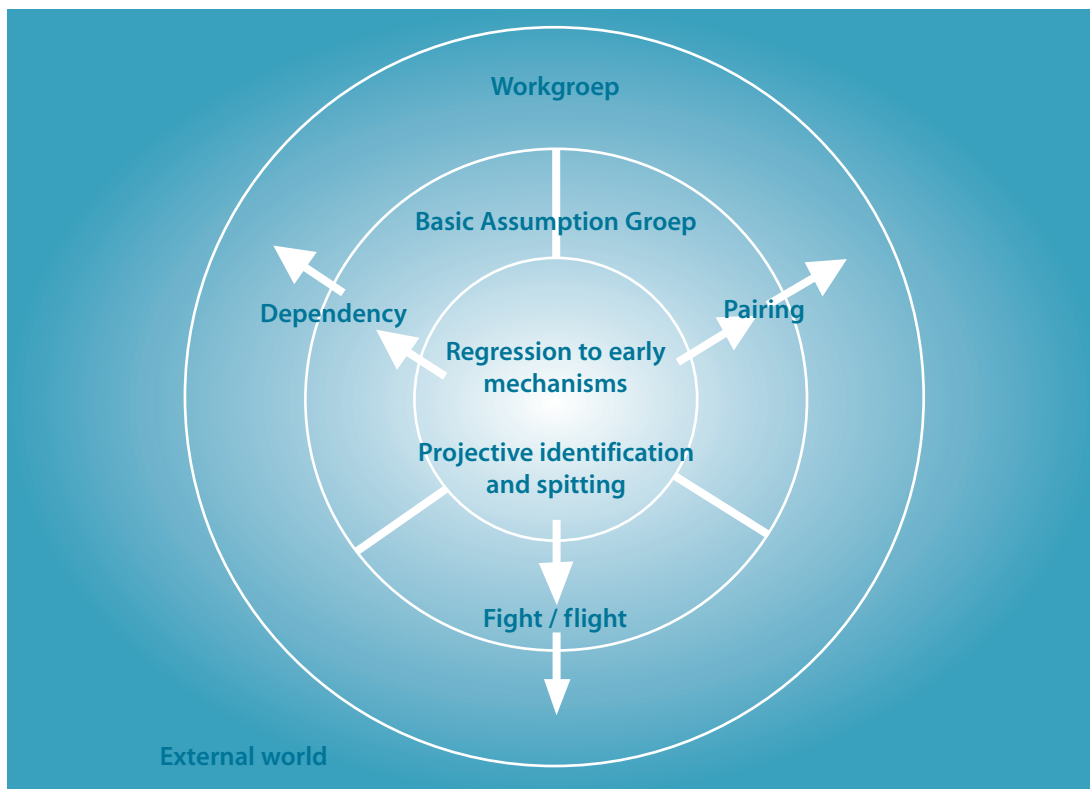 Workgroep
Basic Assumption Groep
Dependency
Pairing
Regression to early
mechanisms
Projective identification
and spitting
Fight / flight
External world